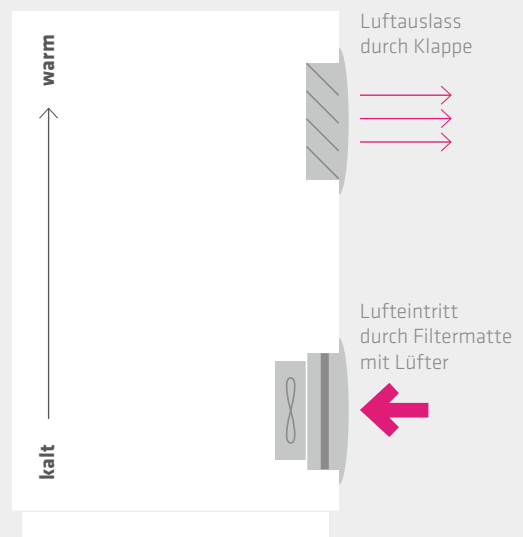 Luftauslass
durch Klappe
warm
Lufteintritt
durch Filtermatte
mit Lüfter
kalt